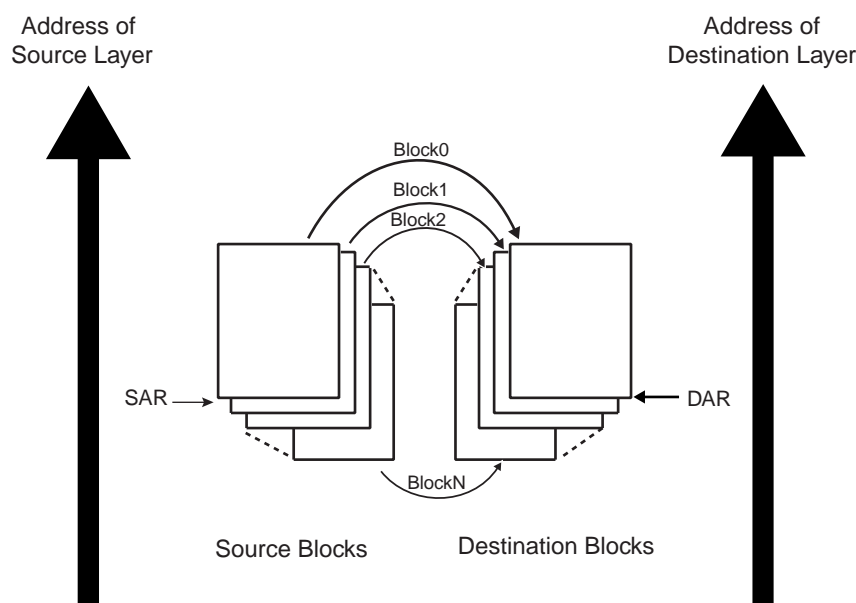 Address of
Source Layer
Address of
Destination Layer
Block0
Block1
Block2
SAR
DAR
BlockN
Source Blocks
Destination Blocks